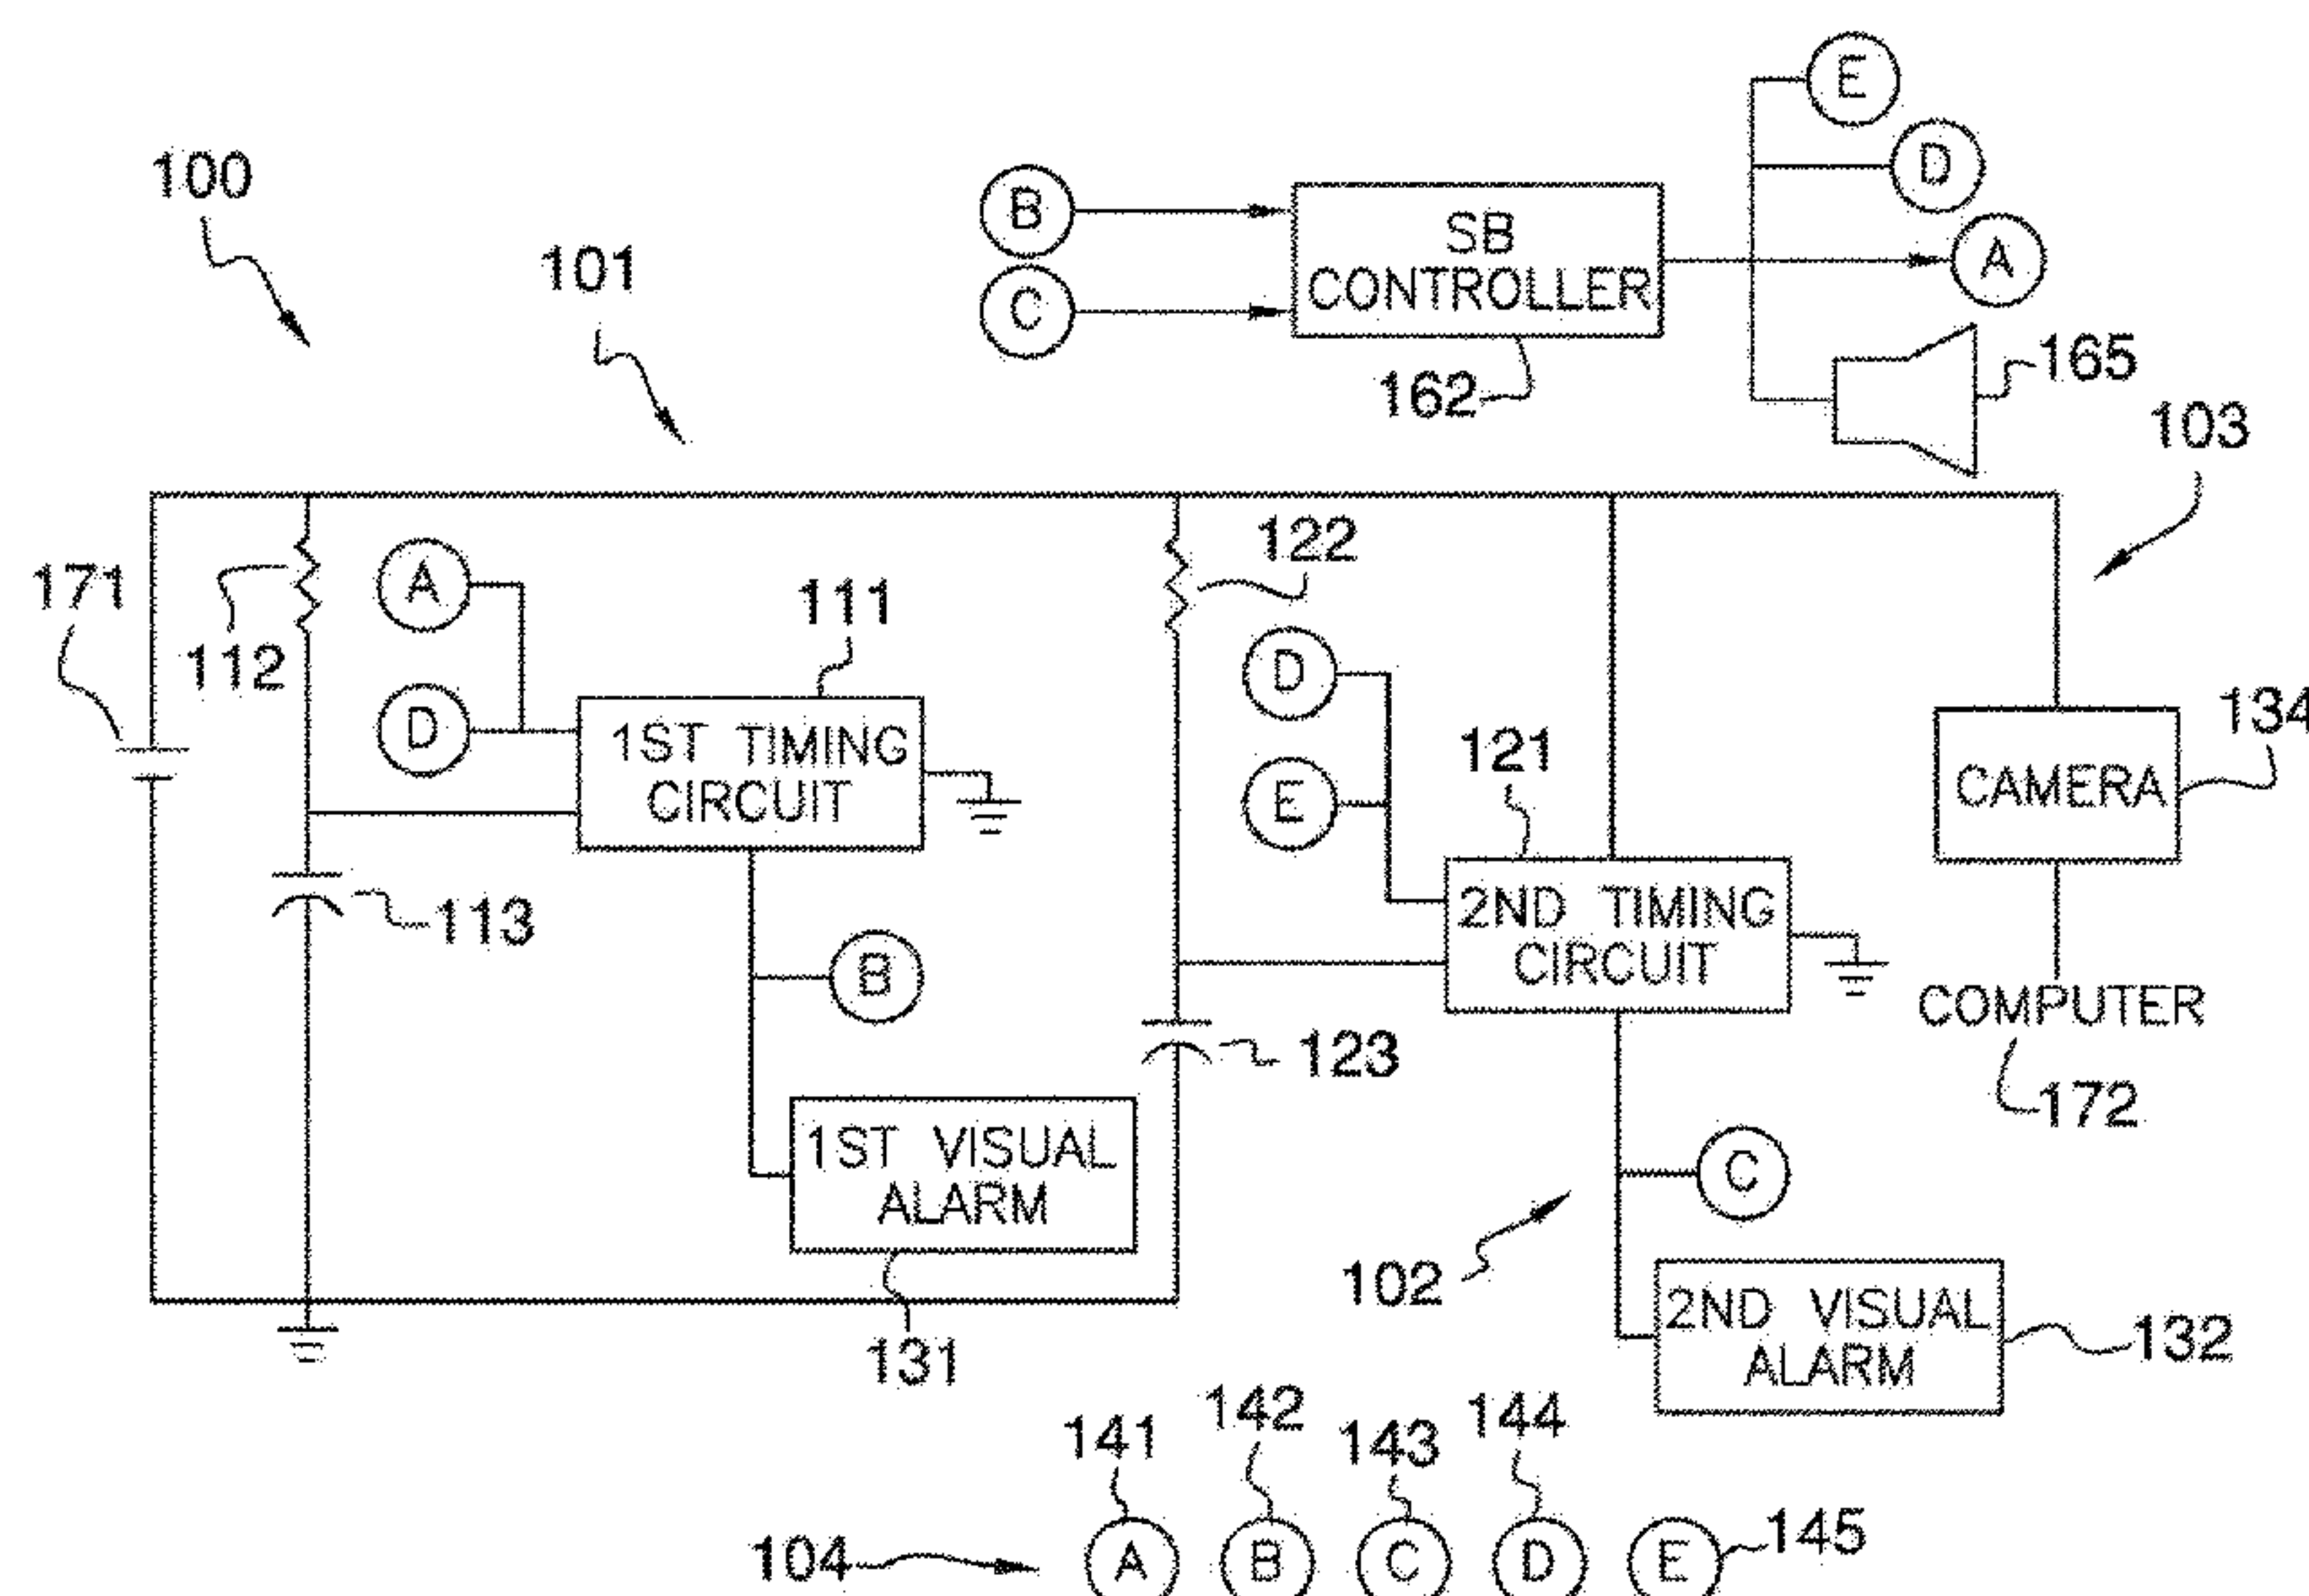 E
D
100
B
SB
CONTROLLER
A
101
C
165
162
103
122
171
A
111
112
D
D
134
1ST TIMING
CIRCUIT
121
E
CAMERA
113
2ND TIMING
CIRCUIT
B
COMPUTER
123
172
1ST VISUAL
ALARM
C
102
2ND VISUAL
ALARM
132
131
141
142
143
144
104
A
B
C
D
E
145